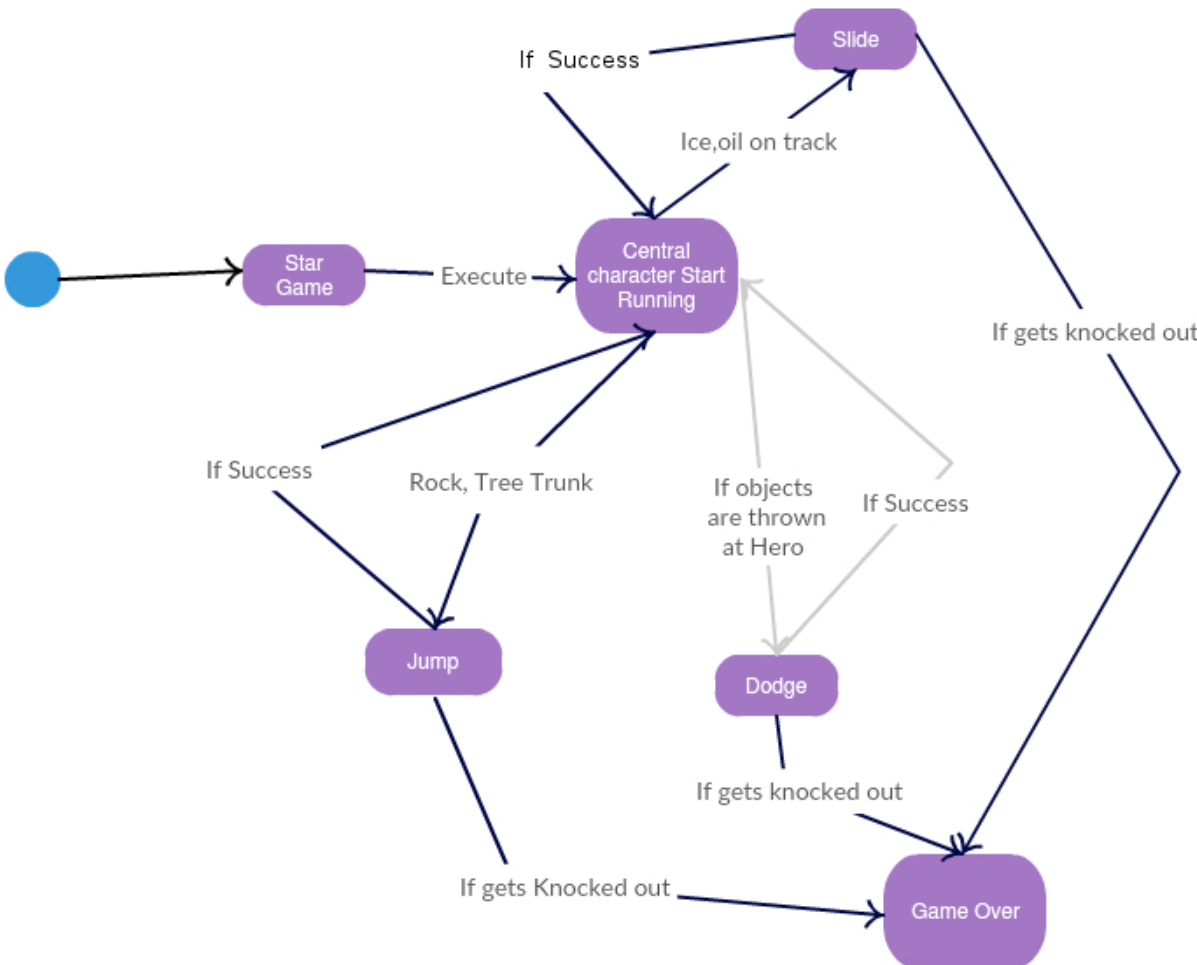 Slide
If  Success
Ice,oil on track
Central
character Start
Running
Star
Game
Execute
If gets knocked out
If Success
Rock, Tree Trunk
If objects
are thrown
at Hero
If Success
Jump
Dodge
If gets knocked out
If gets Knocked out
Game Over